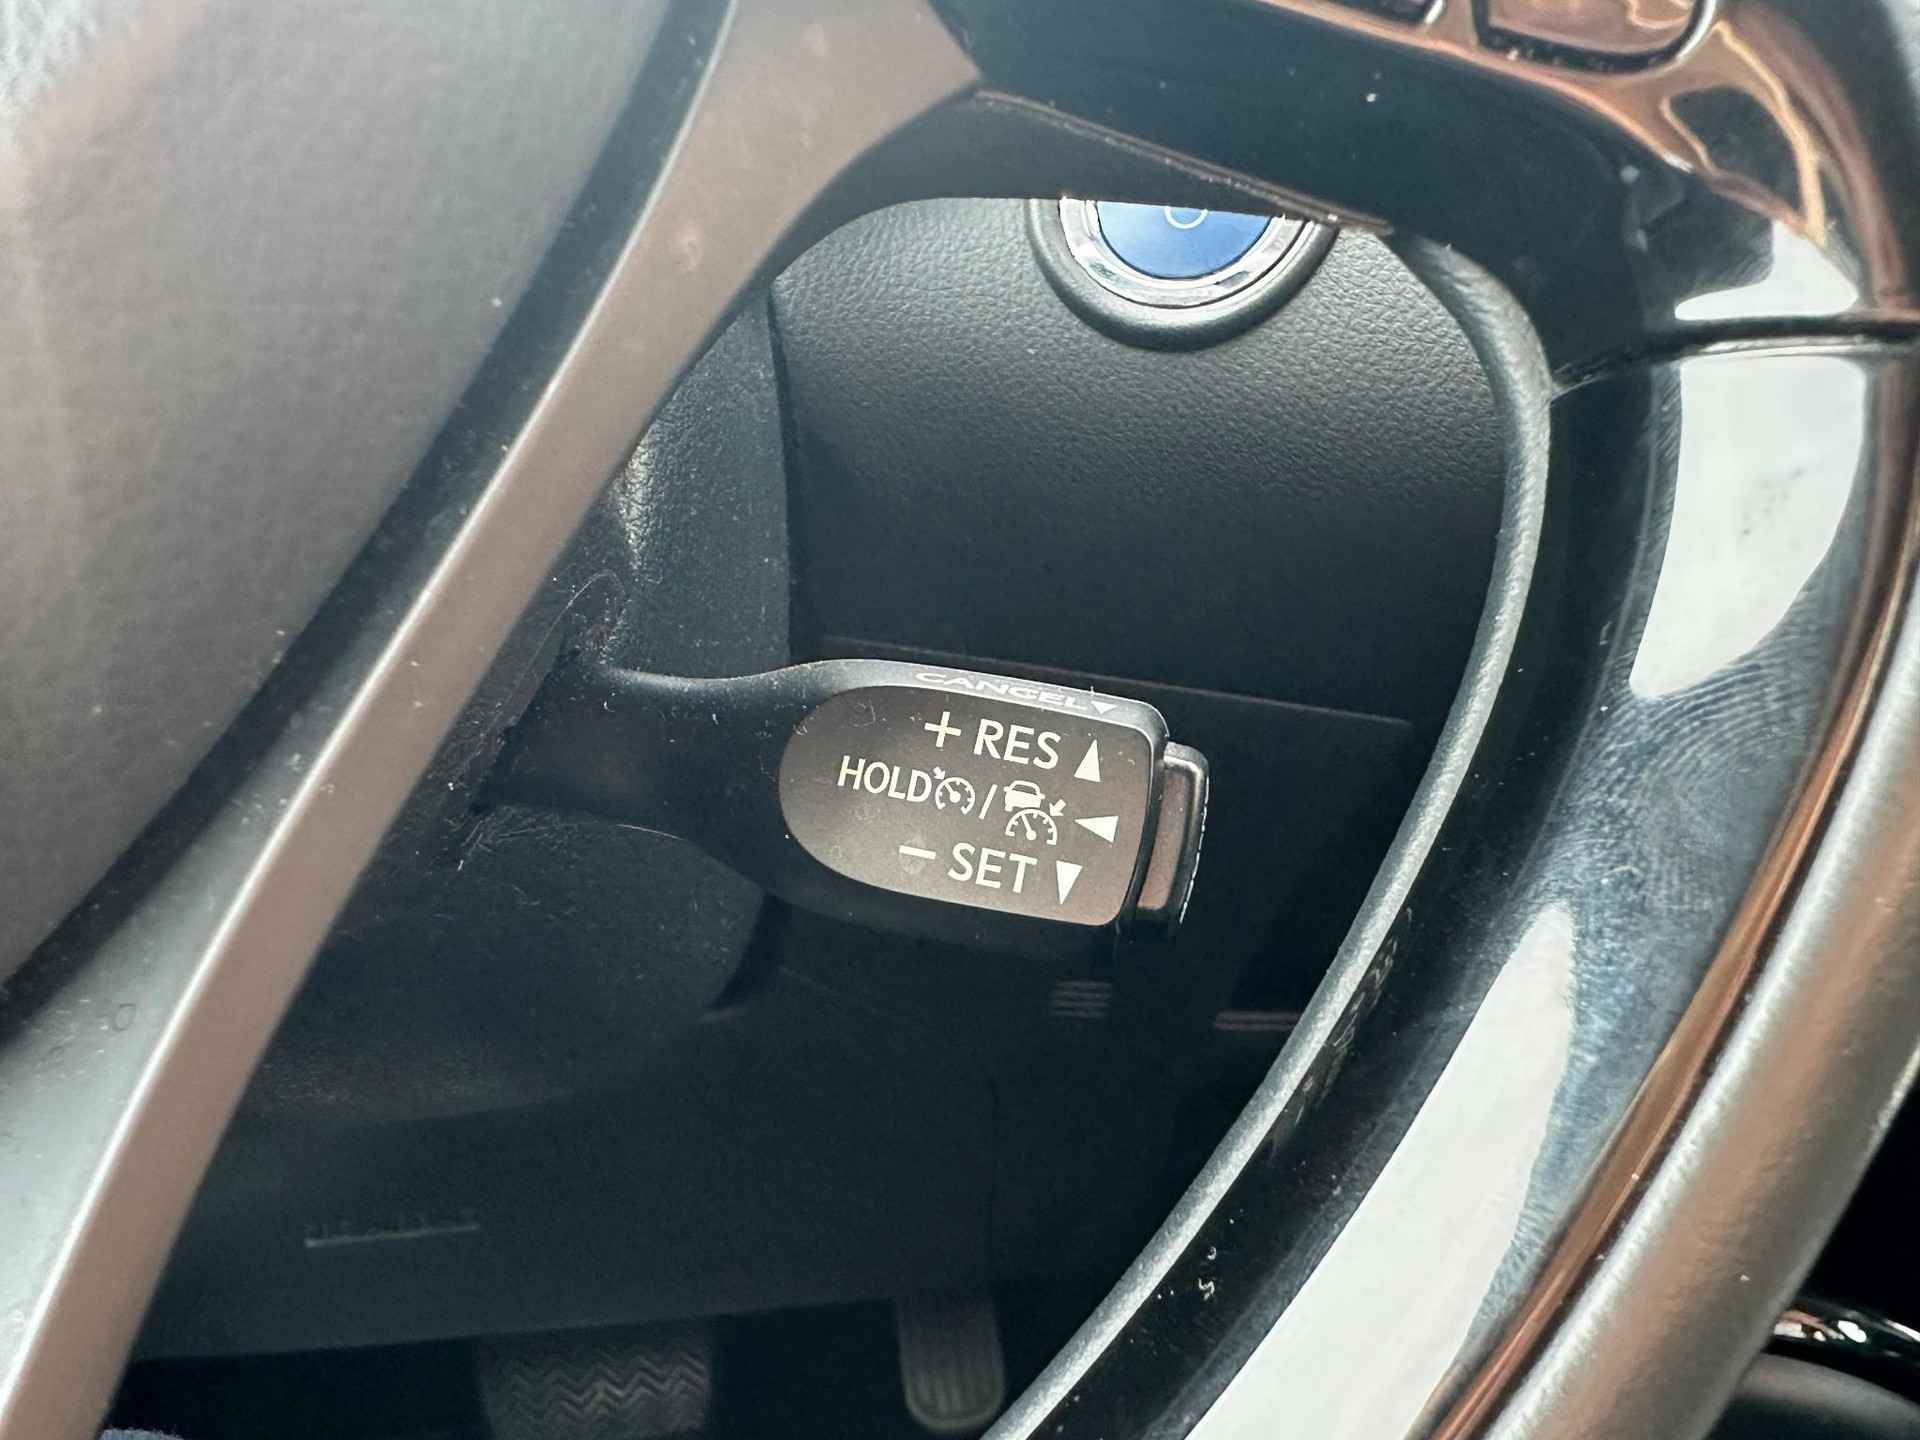 CANCEL
+ RES
HOLD /
- SET